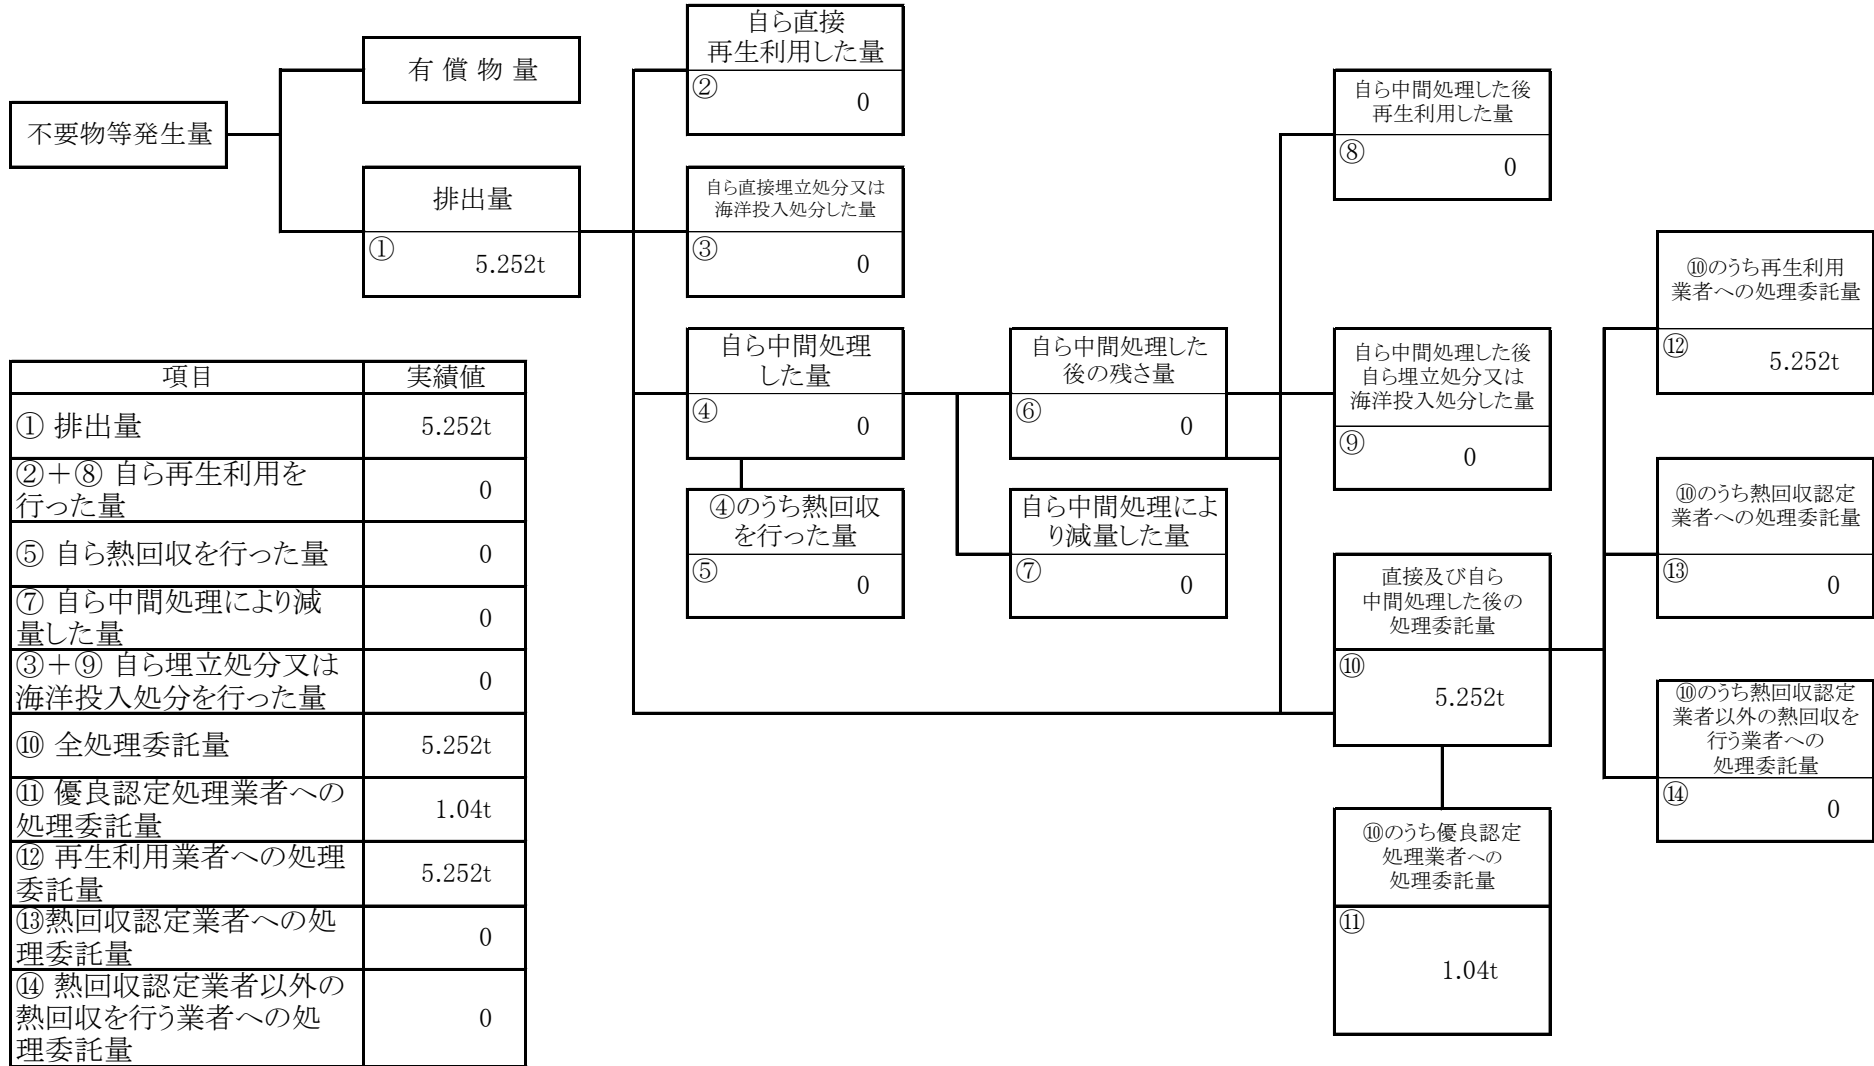 不要物等発生量
有 償 物 量
排出量
①
5.252t
自ら直接
再生利用した量
②
0
自ら直接埋立処分又は
海洋投入処分した量
③
0
自ら中間処理
した量
④
0
④のうち熱回収
を行った量
⑤
0
自ら中間処理した
後の残さ量
⑥
0
自ら中間処理によ
り減量した量
⑦
0
自ら中間処理した後
再生利用した量
⑧
0
自ら中間処理した後
自ら埋立処分又は
海洋投入処分した量
⑨
0
直接及び自ら
中間処理した後の
処理委託量
⑩
5.252t
⑩のうち優良認定
処理業者への
処理委託量
⑪
1.04t
⑩のうち再生利用
業者への処理委託量
⑫
5.252t
⑩のうち熱回収認定
業者への処理委託量
⑬
0
⑩のうち熱回収認定
業者以外の熱回収を
行う業者への
処理委託量
⑭
0
項目 実績値
① 排出量 5.252t
②＋⑧ 自ら再生利用を
行った量 0
⑤ 自ら熱回収を行った量 0
⑦ 自ら中間処理により減
量した量 0
③＋⑨ 自ら埋立処分又は
海洋投入処分を行った量 0
⑩ 全処理委託量 5.252t
⑪ 優良認定処理業者への
処理委託量 1.04t
⑫ 再生利用業者への処理
委託量 5.252t
⑬熱回収認定業者への処
理委託量 0
⑭ 熱回収認定業者以外の
熱回収を行う業者への処
理委託量 0